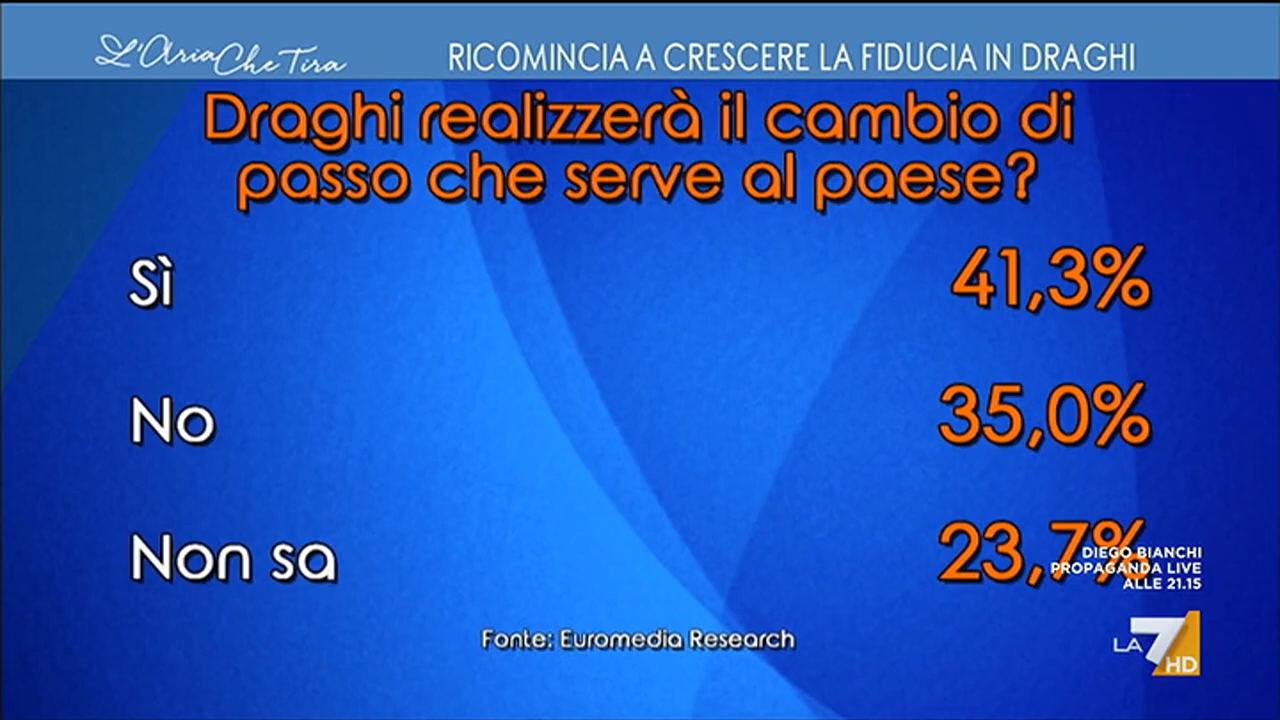 L'Aria Che Tira
RICOMINCIA A CRESCERE LA FIDUCIA IN DRAGHI
Draghi realizzerà il cambio di
passo che serve al paese?
Sì 41,3%
No 35,0%
Non sa 23,7%
DIEGO BIANCHI
PROPAGANDA LIVE
ALLE 21.15
Fonte: Euromedia Research
LA 7 HD